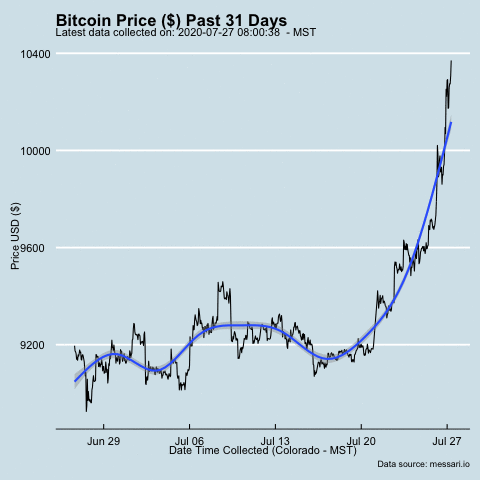 Bitcoin Price ($) Past 31 Days
Latest data collected on: 2020-07-27 08:00:38  - MST
10400
10000
9600
9200
Price USD ($)
Jun 29
Jul 06
Jul 13
Jul 20
Jul 27
Date Time Collected (Colorado - MST)
Data source: messari.io